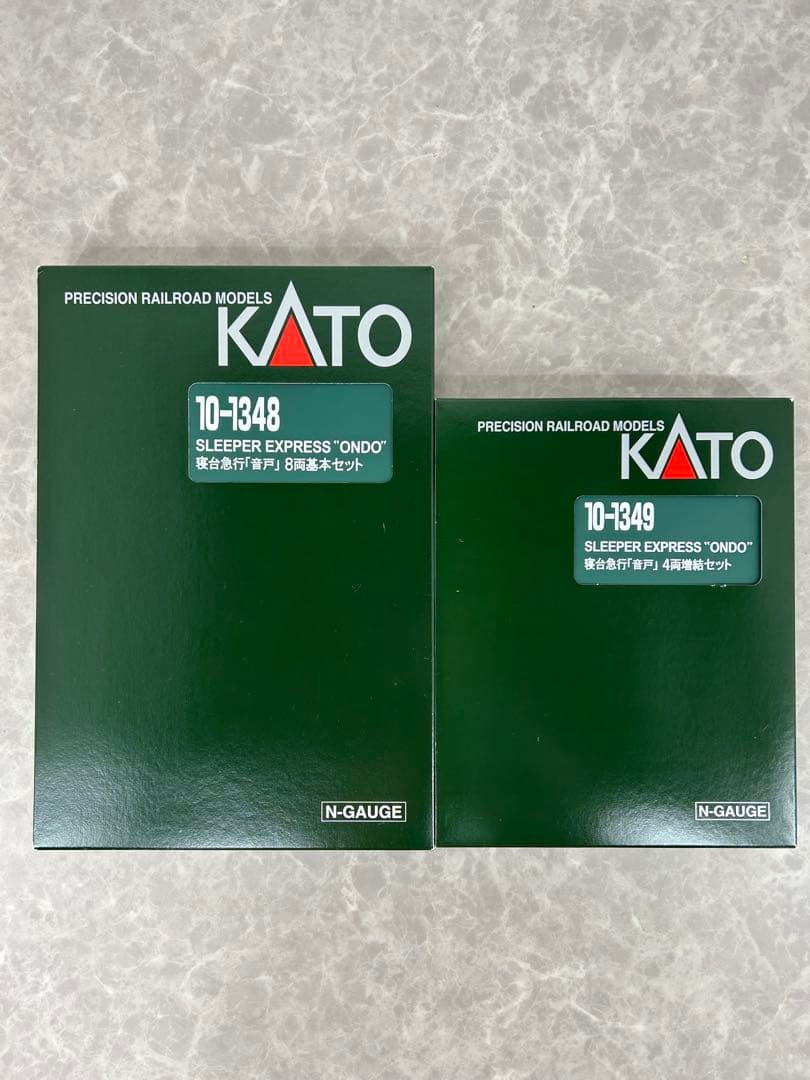 PRECISION RAILROAD MODELS
KATO
10-1348
SLEEPER EXPRESS "ONDO"
寝台急行「音戸」 8両基本セット
N-GAUGE
PRECISION RAILROAD MODELS
KATO
10-1349
SLEEPER EXPRESS "ONDO"
寝台急行「音戸」 4両増結セット
N-GAUGE